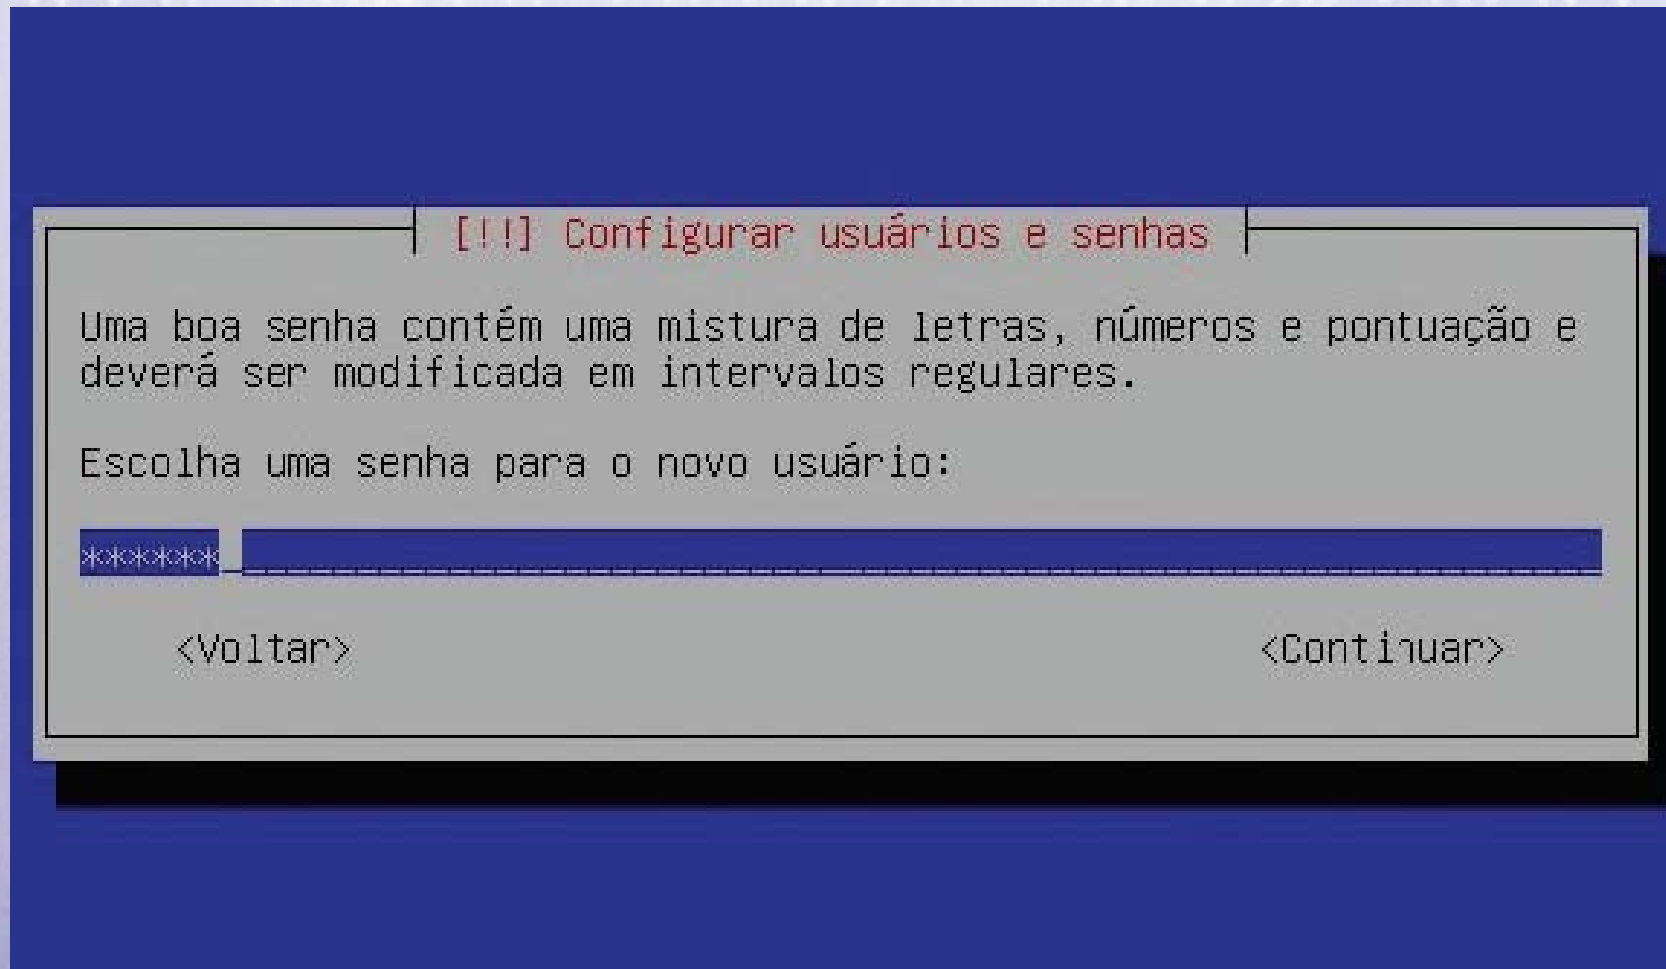 [!!] Configurar usuários e senhas
Uma boa senha contém uma mistura de letras, números e pontuação e
deverá ser modificada em intervalos regulares.
Escolha uma senha para o novo usuário:
******
<Voltar> <Continuar>